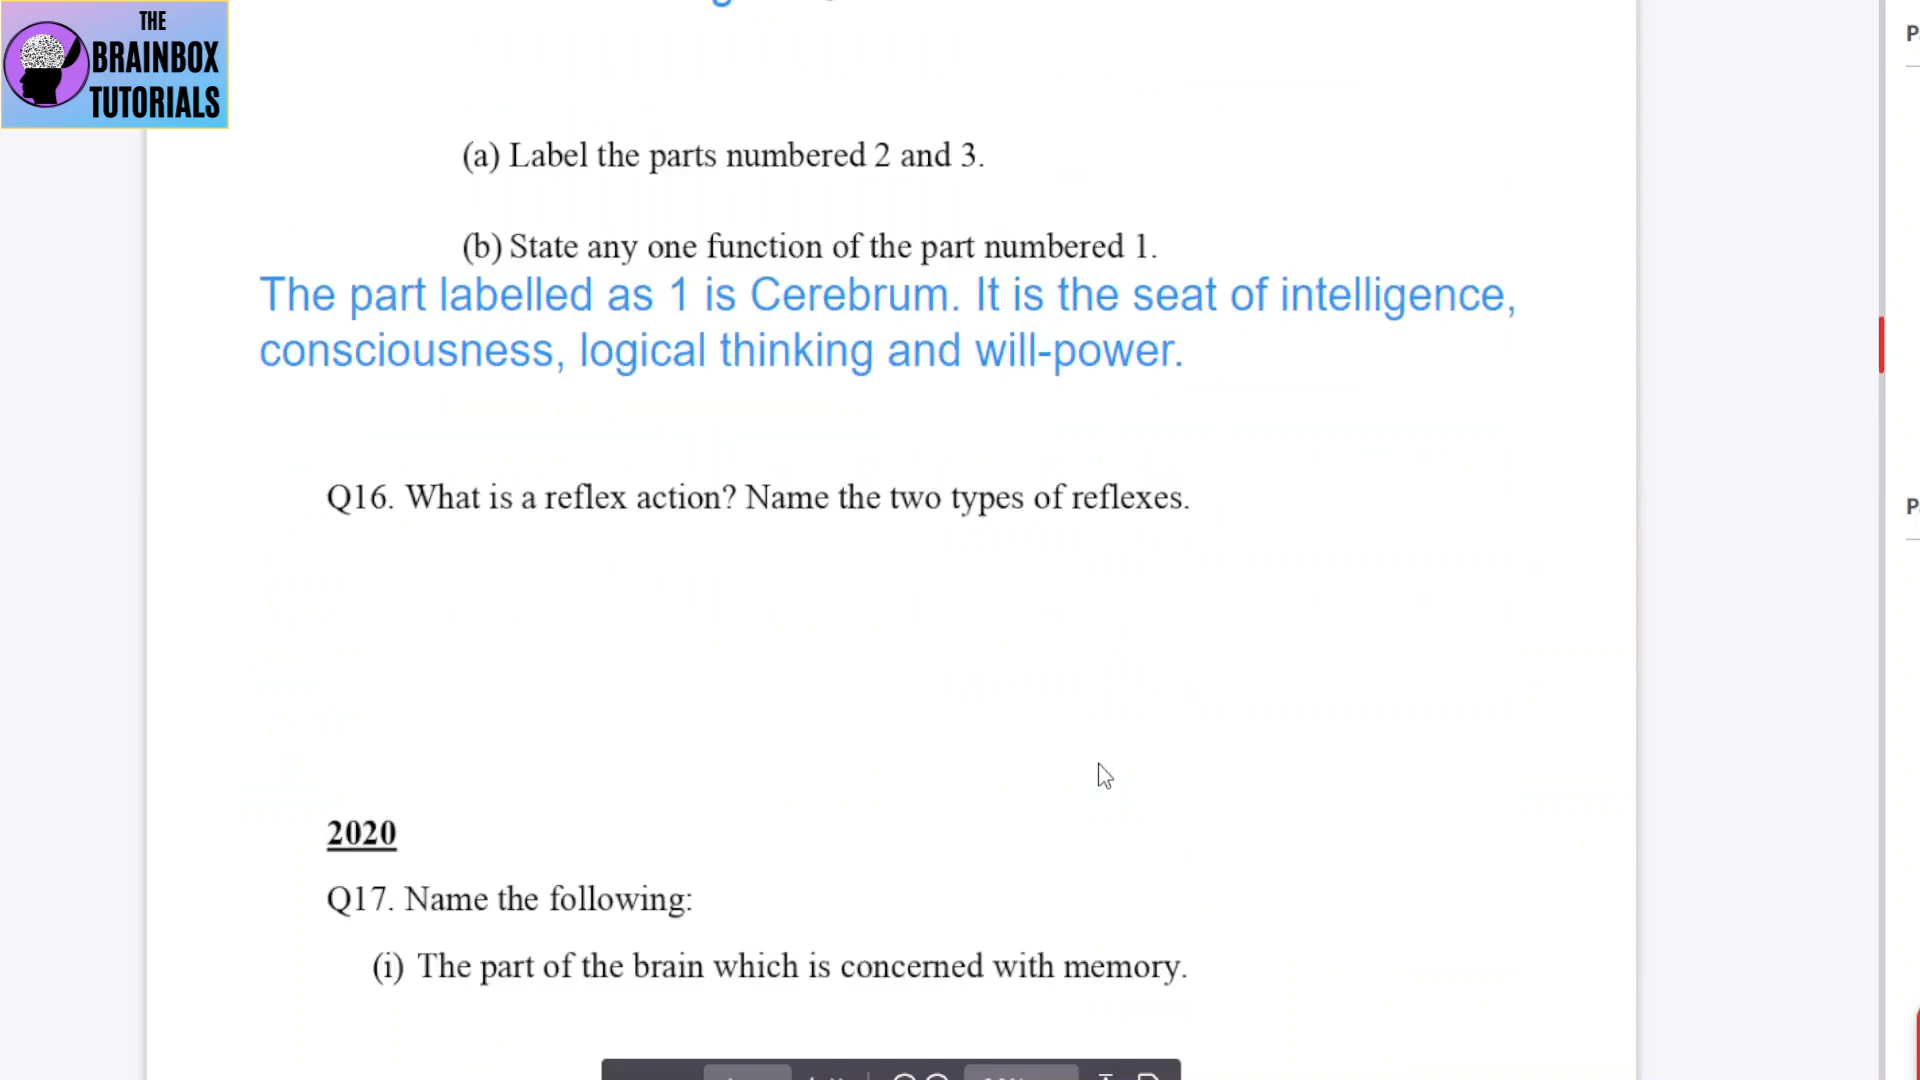 THE
BRAINBOX
TUTORIALS
(a) Label the parts numbered 2 and 3.
(b) State any one function of the part numbered 1.
The part labelled as 1 is Cerebrum. It is the seat of intelligence,
consciousness, logical thinking and will-power.
Q16. What is a reflex action? Name the two types of reflexes.
2020
Q17. Name the following:
(i) The part of the brain which is concerned with memory.